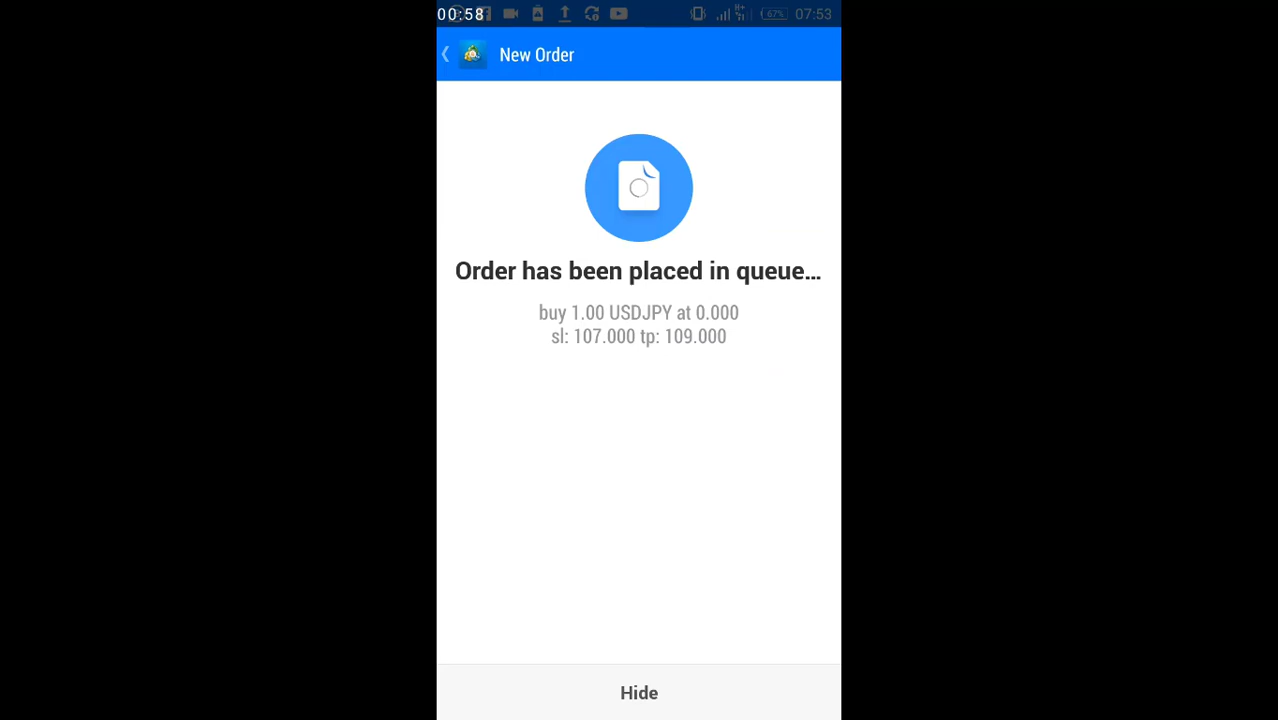 00:58
67% 07:53
New Order
Order has been placed in queue...
buy 1.00 USDJPY at 0.000
sl: 107.000 tp: 109.000
Hide